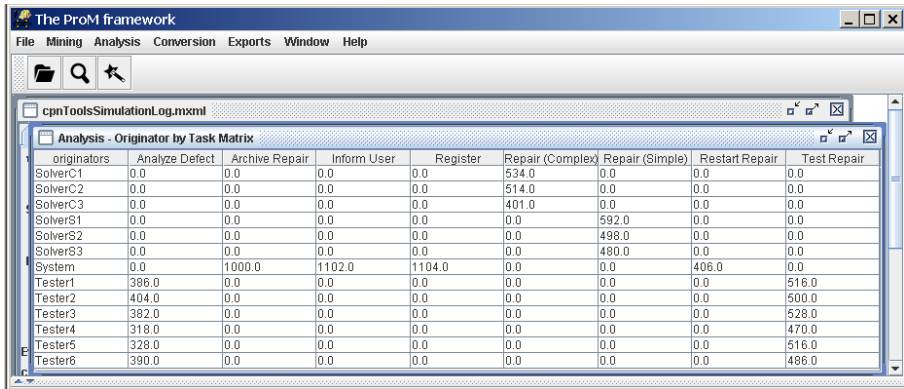 The ProM framework
File Mining Analysis Conversion Exports Window Help
cpnToolsSimulationLog.mxml
Analysis - Originator by Task Matrix
originators Analyze Defect Archive Repair Inform User Register Repair (Complex) Repair (Simple) Restart Repair Test Repair
SolverC1 0.0 0.0 0.0 0.0 534.0 0.0 0.0 0.0
SolverC2 0.0 0.0 0.0 0.0 514.0 0.0 0.0 0.0
SolverC3 0.0 0.0 0.0 0.0 401.0 0.0 0.0 0.0
SolverS1 0.0 0.0 0.0 0.0 0.0 592.0 0.0 0.0
SolverS2 0.0 0.0 0.0 0.0 0.0 498.0 0.0 0.0
SolverS3 0.0 0.0 0.0 0.0 0.0 480.0 0.0 0.0
System 0.0 1000.0 1102.0 1104.0 0.0 0.0 406.0 0.0
Tester1 386.0 0.0 0.0 0.0 0.0 0.0 0.0 516.0
Tester2 404.0 0.0 0.0 0.0 0.0 0.0 0.0 500.0
Tester3 382.0 0.0 0.0 0.0 0.0 0.0 0.0 528.0
Tester4 318.0 0.0 0.0 0.0 0.0 0.0 0.0 470.0
Tester5 328.0 0.0 0.0 0.0 0.0 0.0 0.0 516.0
Tester6 390.0 0.0 0.0 0.0 0.0 0.0 0.0 486.0